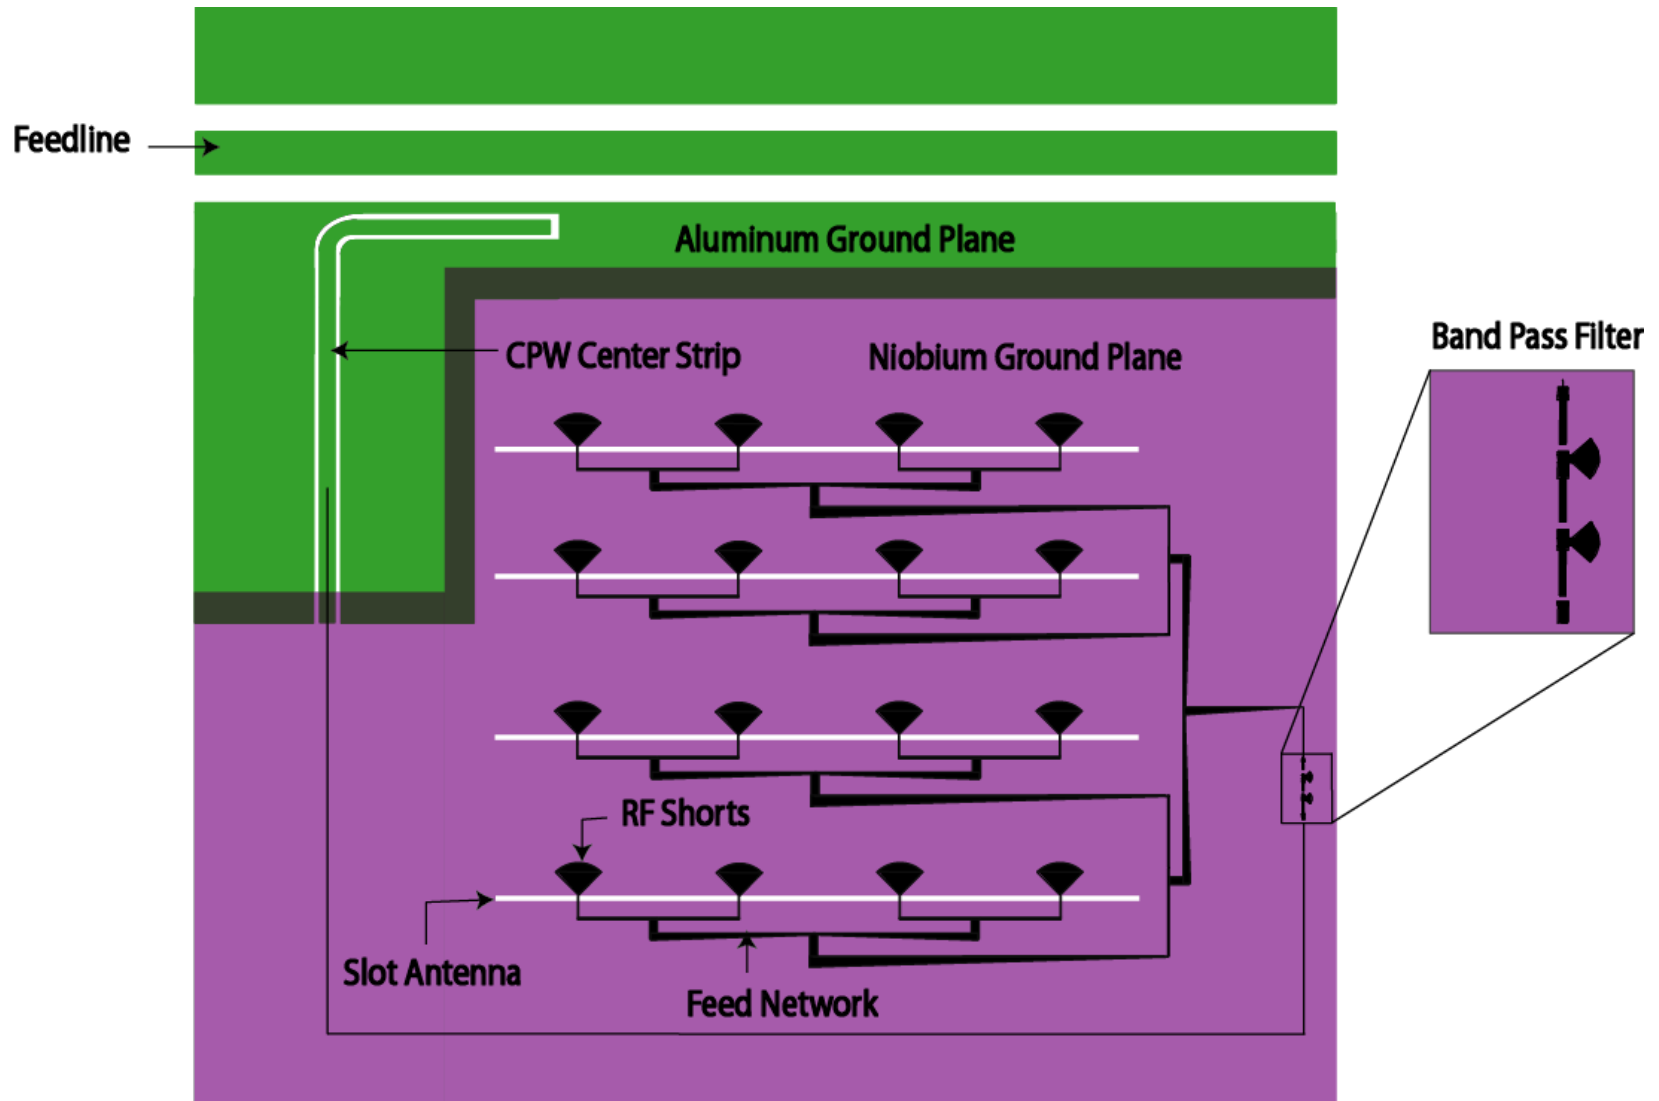 Feedline
Aluminum Ground Plane
CPW Center Strip
Niobium Ground Plane
Band Pass Filter
RF Shorts
Slot Antenna
Feed Network